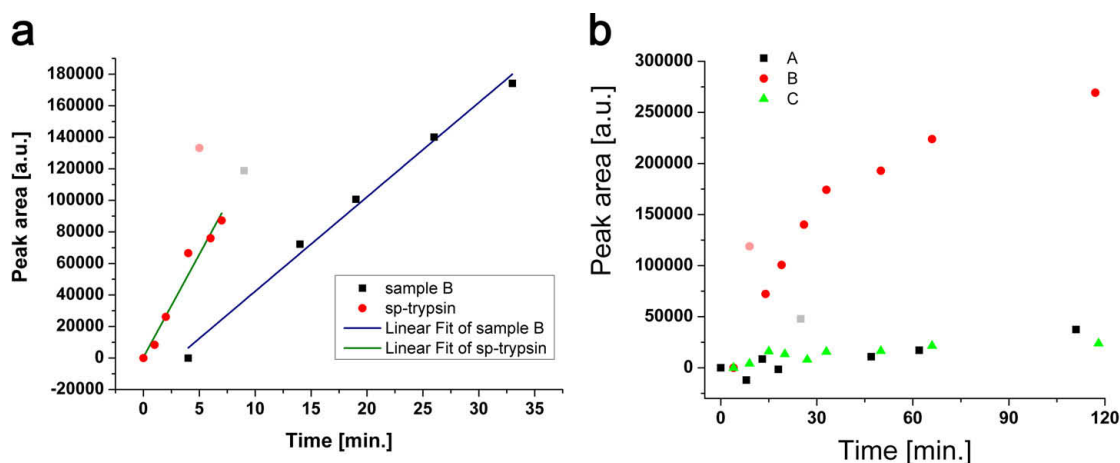 a
Peak area [a.u.]
180000
160000
140000
120000
100000
80000
60000
40000
20000
0
-20000
0 5 10 15 20 25 30 35
Time [min.]
sample B
sp-trypsin
Linear Fit of sample B
Linear Fit of sp-trypsin
b
Peak area [a.u.]
300000
250000
200000
150000
100000
50000
0
0 30 60 90 120
Time [min.]
A
B
C